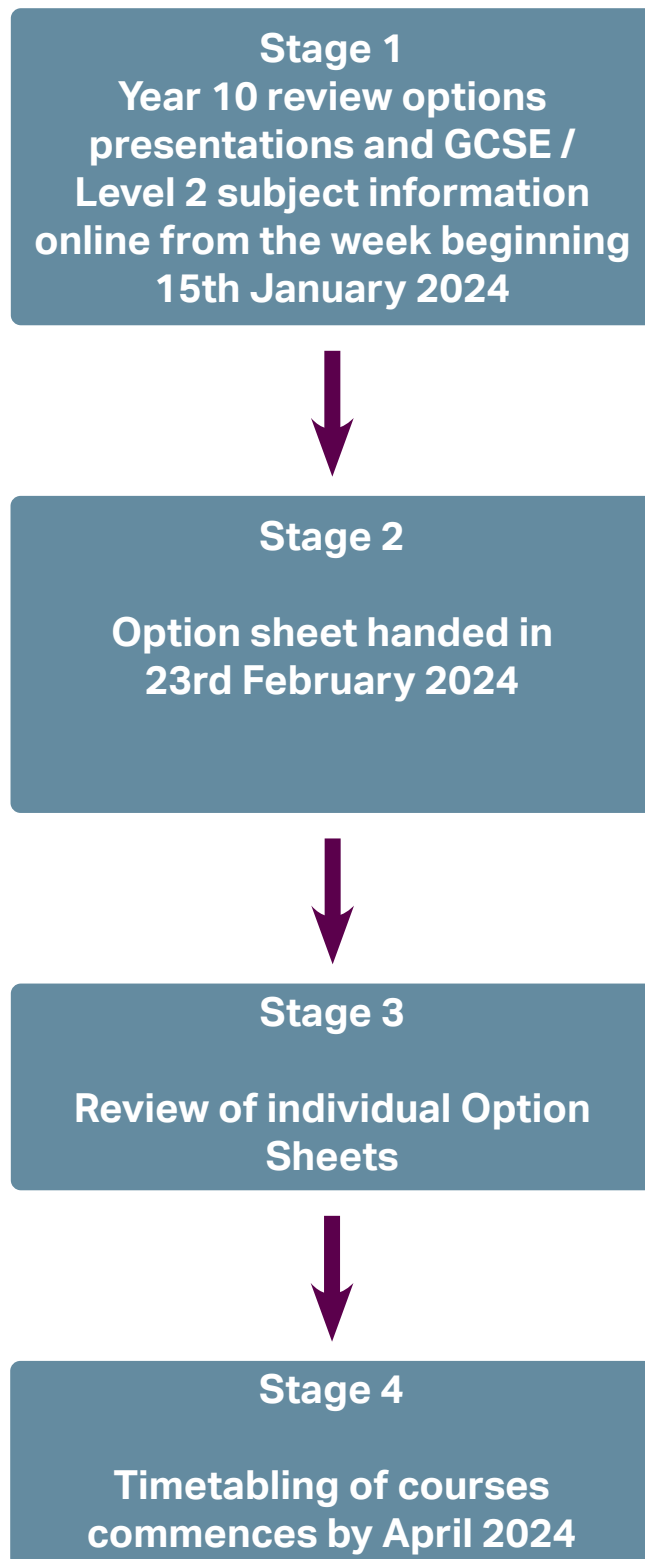 Stage 1
Year 10 review options
presentations and GCSE /
Level 2 subject information
online from the week beginning
15th January 2024
Stage 2
Option sheet handed in
23rd February 2024
Stage 3
Review of individual Option
Sheets
Stage 4
Timetabling of courses
commences by April 2024